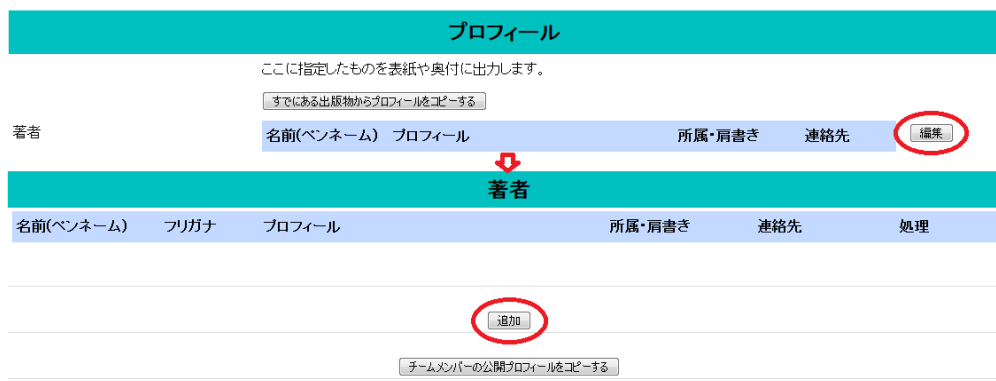 プロフィール
ここに指定したものを表紙や奥付に出力します。
すでにある出版物からプロフィールをコピーする
著者
名前(ペンネーム) プロフィール 所属・肩書き 連絡先 編集
著者
名前(ペンネーム) フリガナ プロフィール 所属・肩書き 連絡先 処理
追加
チームメンバーの公開プロフィールをコピーする